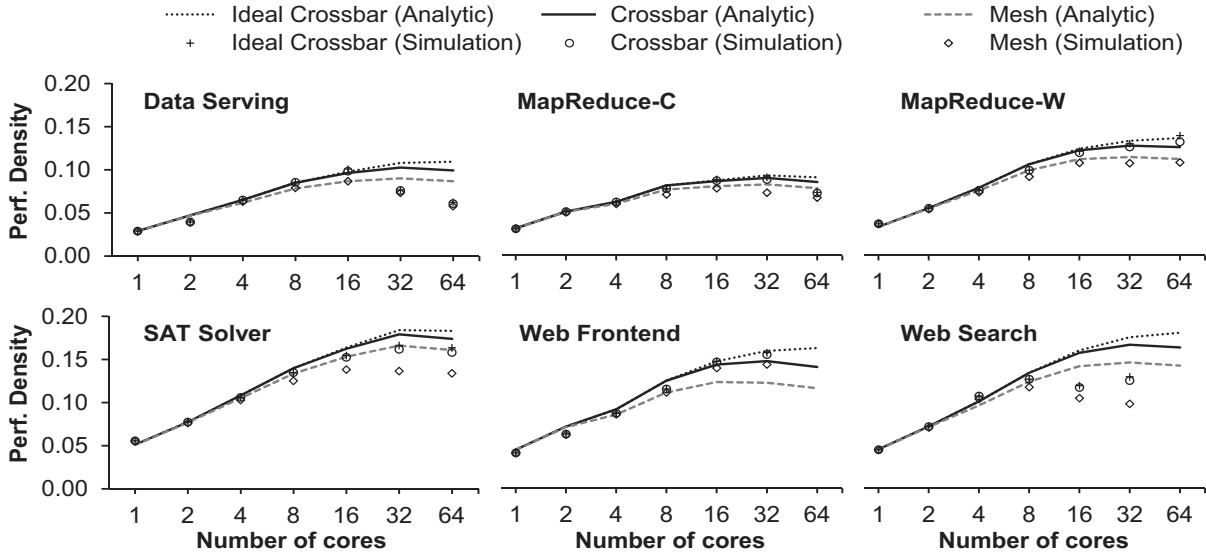 Ideal Crossbar (Analytic) Crossbar (Analytic) Mesh (Analytic)
Ideal Crossbar (Simulation) Crossbar (Simulation) Mesh (Simulation)
Perf. Density
0.20
0.15
0.10
0.05
0.00
Data Serving
MapReduce-C
MapReduce-W
1 2 4 8 16 32 64
1 2 4 8 16 32 64
1 2 4 8 16 32 64
Perf. Density
0.20
0.15
0.10
0.05
0.00
SAT Solver
Web Frontend
Web Search
1 2 4 8 16 32 64
1 2 4 8 16 32 64
1 2 4 8 16 32 64
Number of cores
Number of cores
Number of cores